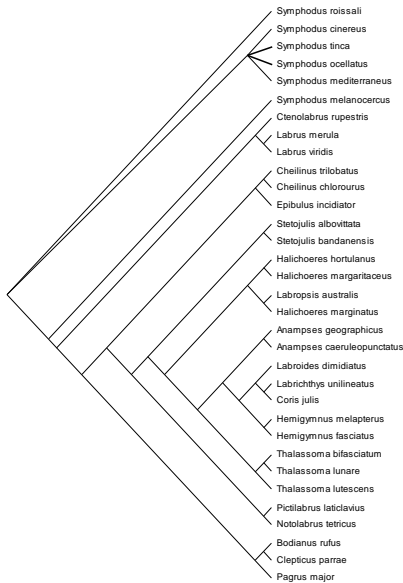 Symphodus roissali
Symphodus cinereus
Symphodus tinca
Symphodus ocellatus
Symphodus mediterraneus
Symphodus melanocercus
Ctenolabrus rupestris
Labrus merula
Labrus viridis
Cheilinus trilobatus
Cheilinus chlorourus
Epibulus incidiator
Stetojulis albovittata
Stetojulis bandanensis
Halichoeres hortulanus
Halichoeres margaritaceus
Labropsis australis
Halichoeres marginatus
Anampses geographicus
Anampses caeruleopunctatus
Labroides dimidiatus
Labrichthys unilineatus
Coris julis
Hemigymnus melapterus
Hemigymnus fasciatus
Thalassoma bifasciatum
Thalassoma lunare
Thalassoma lutescens
Pictilabrus laticlavius
Notolabrus tetricus
Bodianus rufus
Clepticus parrae
Pagrus major